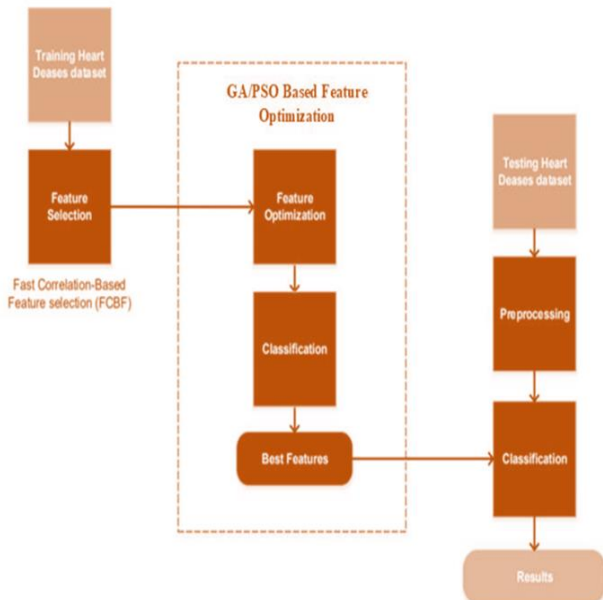 Training Heart
Deases dataset
Feature
Selection
Fast Correlation-Based
Feature selection (FCBF)
GA/PSO Based Feature
Optimization
Feature
Optimization
Classification
Best Features
Testing Heart
Deases dataset
Preprocessing
Classification
Results